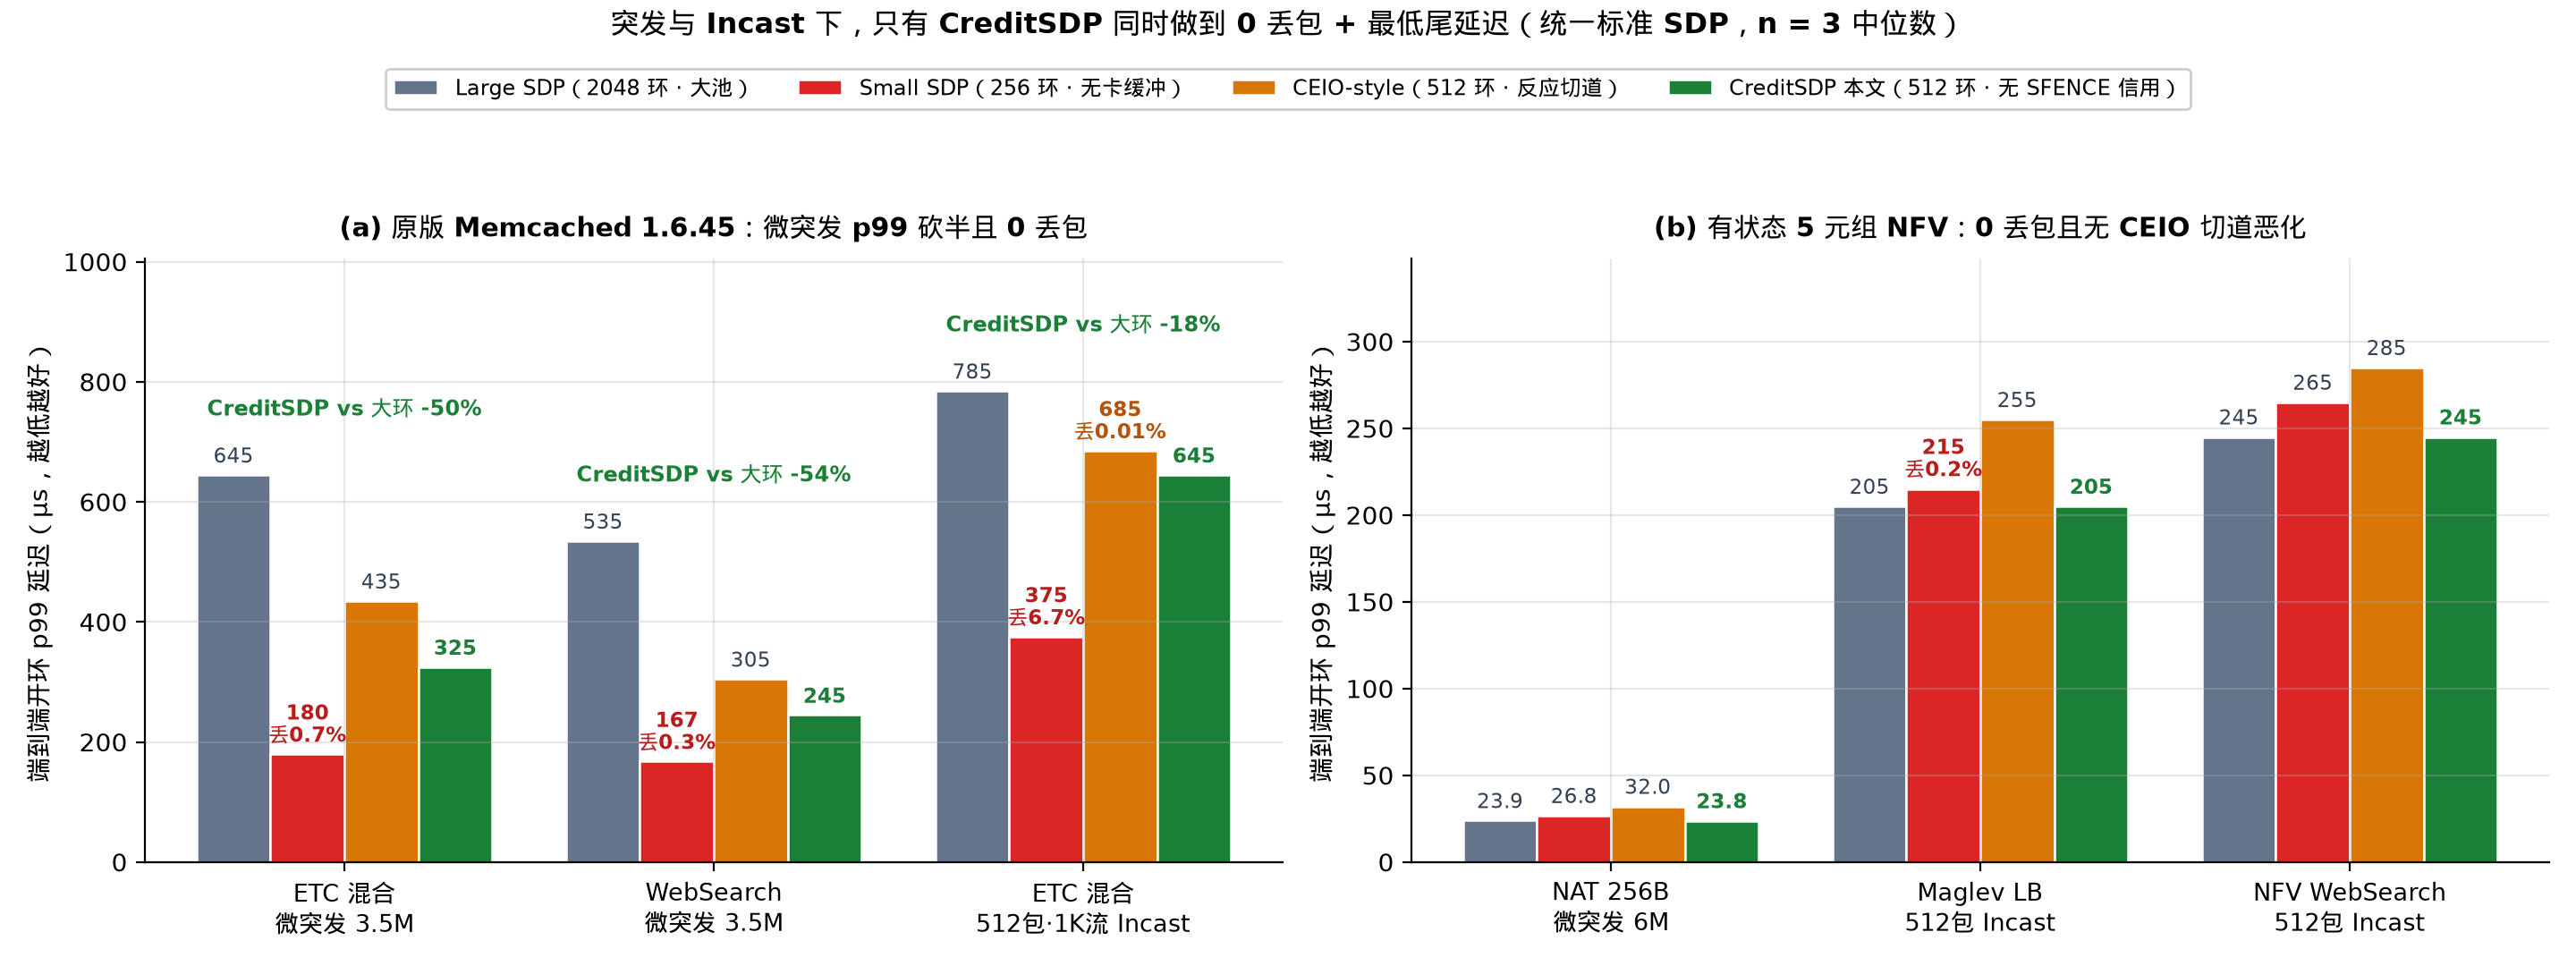 突发与 Incast 下，只有 CreditSDP 同时做到 0 丢包 + 最低尾延迟（统一标准 SDP，n = 3 中位数）
Large SDP（2048 环 · 大池）
Small SDP（256 环 · 无卡缓冲）
CEIO-style（512 环 · 反应切道）
CreditSDP 本文（512 环 · 无 SFENCE 信用）
(a) 原版 Memcached 1.6.45：微突发 p99 砍半且 0 丢包
端到端开环 p99 延迟（μs，越低越好）
1000
800
600
400
200
0
CreditSDP vs 大环 -50%
645
180
丢0.7%
435
325
CreditSDP vs 大环 -54%
535
167
丢0.3%
305
245
CreditSDP vs 大环 -18%
785
375
丢6.7%
685
丢0.01%
645
ETC 混合
微突发 3.5M
WebSearch
微突发 3.5M
ETC 混合
512包·1K流 Incast
(b) 有状态 5 元组 NFV：0 丢包且无 CEIO 切道恶化
端到端开环 p99 延迟（μs，越低越好）
300
250
200
150
100
50
0
23.9
26.8
32.0
23.8
205
215
丢0.2%
255
205
245
265
285
245
NAT 256B
微突发 6M
Maglev LB
512包 Incast
NFV WebSearch
512包 Incast